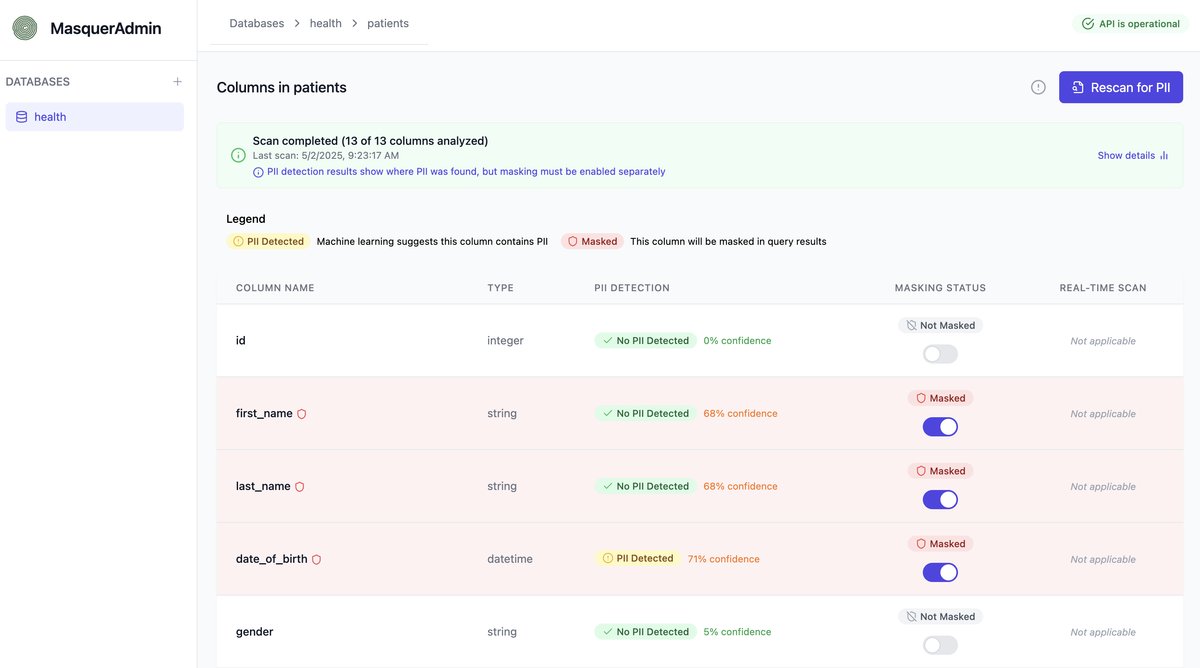 MasquerAdmin
Databases > health > patients
API is operational
DATABASES +
health
Columns in patients
Rescan for PII
Scan completed (13 of 13 columns analyzed)
Last scan: 5/2/2025, 9:23:17 AM
PII detection results show where PII was found, but masking must be enabled separately
Show details
Legend
PII Detected Machine learning suggests this column contains PII Masked This column will be masked in query results
COLUMN NAME TYPE PII DETECTION MASKING STATUS REAL-TIME SCAN
id integer No PII Detected 0% confidence Not Masked Not applicable
first_name string No PII Detected 68% confidence Masked Not applicable
last_name string No PII Detected 68% confidence Masked Not applicable
date_of_birth datetime PII Detected 71% confidence Masked Not applicable
gender string No PII Detected 5% confidence Not Masked Not applicable